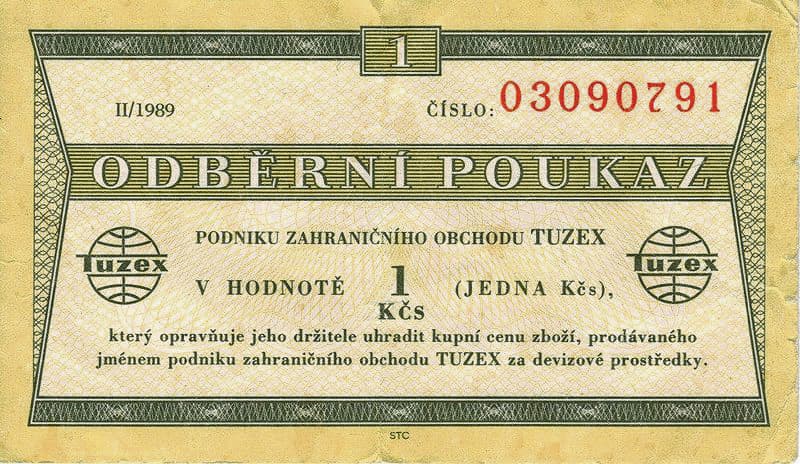 1
II/1989
ČÍSLO: 03090791
ODBĚRNÍ POUKAZ
PODNIKU ZAHRANIČNÍHO OBCHODU TUZEX
Tuzex
V HODNOTĚ 1 (JEDNA Kčs),
Tuzex
KČS
který opravňuje jeho držitele uhradit kupní cenu zboží, prodávaného
jménem podniku zahraničního obchodu TUZEX za devizové prostředky.
STC